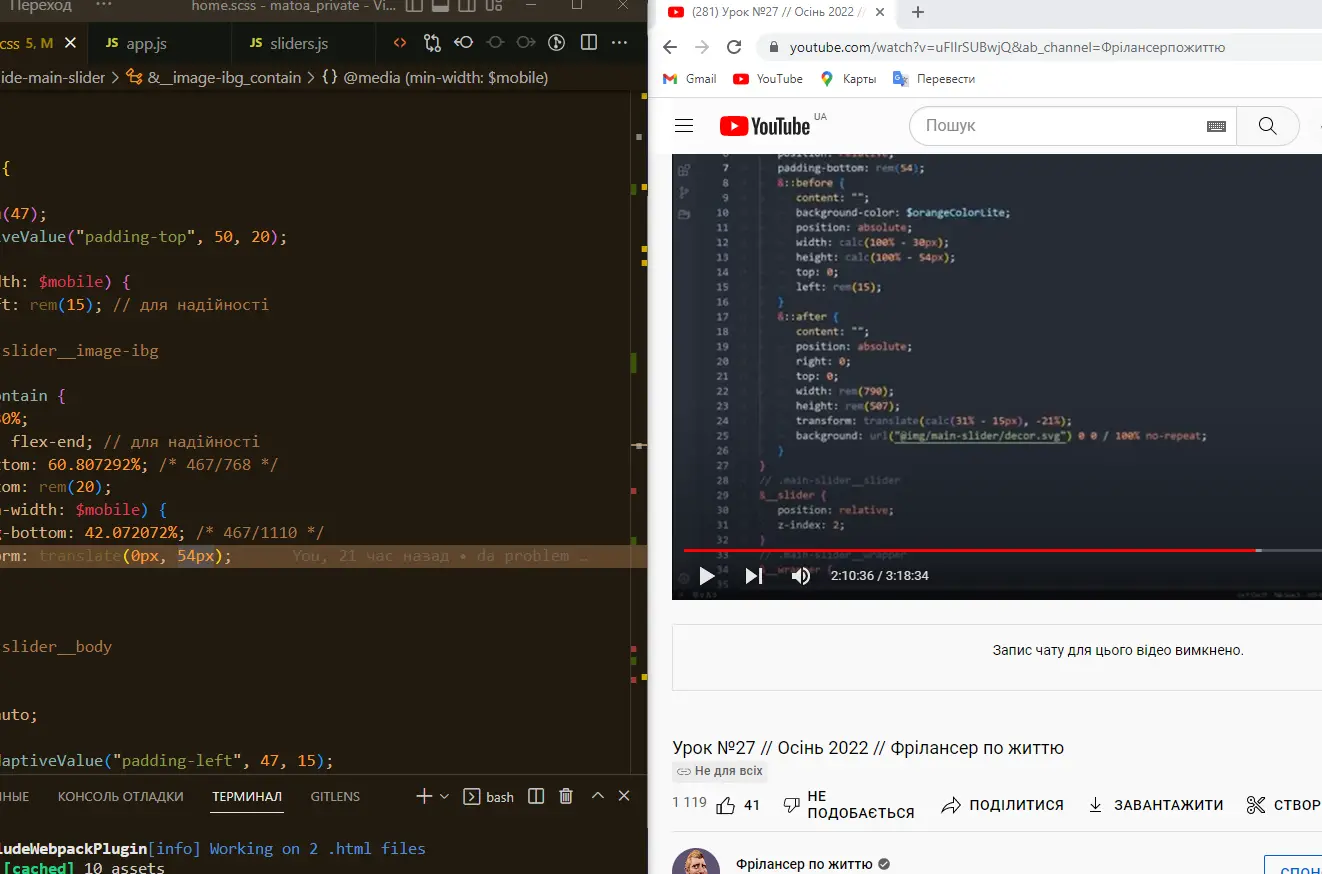 Переход ··· home.scss - matoa_private - Vi...
css 5, M JS app.js JS sliders.js
ide-main-slider > &__image-ibg_contain > {} @media (min-width: $mobile)
{
(47);
iveValue("padding-top", 50, 20);
dth: $mobile) {
ft: rem(15); // для надійності
slider__image-ibg
ontain {
80%;
flex-end; // для надійності
ttom: 60.807292%; /* 467/768 */
tom: rem(20);
n-width: $mobile) {
g-bottom: 42.072072%; /* 467/1110 */
orm: translate(0px, 54px); You, 21 час назад • da problem …
slider__body
auto;
daptiveValue("padding-left", 47, 15);
ННЫЕ КОНСОЛЬ ОТЛАДКИ ТЕРМИНАЛ GITLENS bash
ludeWebpackPlugin[info] Working on 2 .html files
[cached] 10 assets
(281) Урок №27 // Осінь 2022 //
youtube.com/watch?v=uFIlrSUBwjQ&ab_channel=Фрілансерпожиттю
Gmail YouTube Карты Перевести
YouTube UA Пошук
6 position: relative;
7 padding-bottom: rem(54);
8 &::before {
9 content: "";
10 background-color: $orangeColorLite;
11 position: absolute;
12 width: calc(100% - 30px);
13 height: calc(100% - 54px);
14 top: 0;
15 left: rem(15);
16 }
17 &::after {
18 content: "";
19 position: absolute;
20 right: 0;
21 top: 0;
22 width: rem(790);
23 height: rem(507);
24 transform: translate(calc(31% - 15px), -21%);
25 background: url("@img/main-slider/decor.svg") 0 0 / 100% no-repeat;
26 }
27 }
28 // .main-slider__slider
29 &__slider {
30 position: relative;
31 z-index: 2;
32 }
33 // .main-slider__wrapper
34 &__wrapper {
35
2:10:36 / 3:18:34
Запис чату для цього відео вимкнено.
Урок №27 // Осінь 2022 // Фрілансер по життю
Не для всіх
1 119 41 НЕ ПОДОБАЄТЬСЯ ПОДІЛИТИСЯ ЗАВАНТАЖИТИ СТВОР
Фрілансер по життю
СПОНС